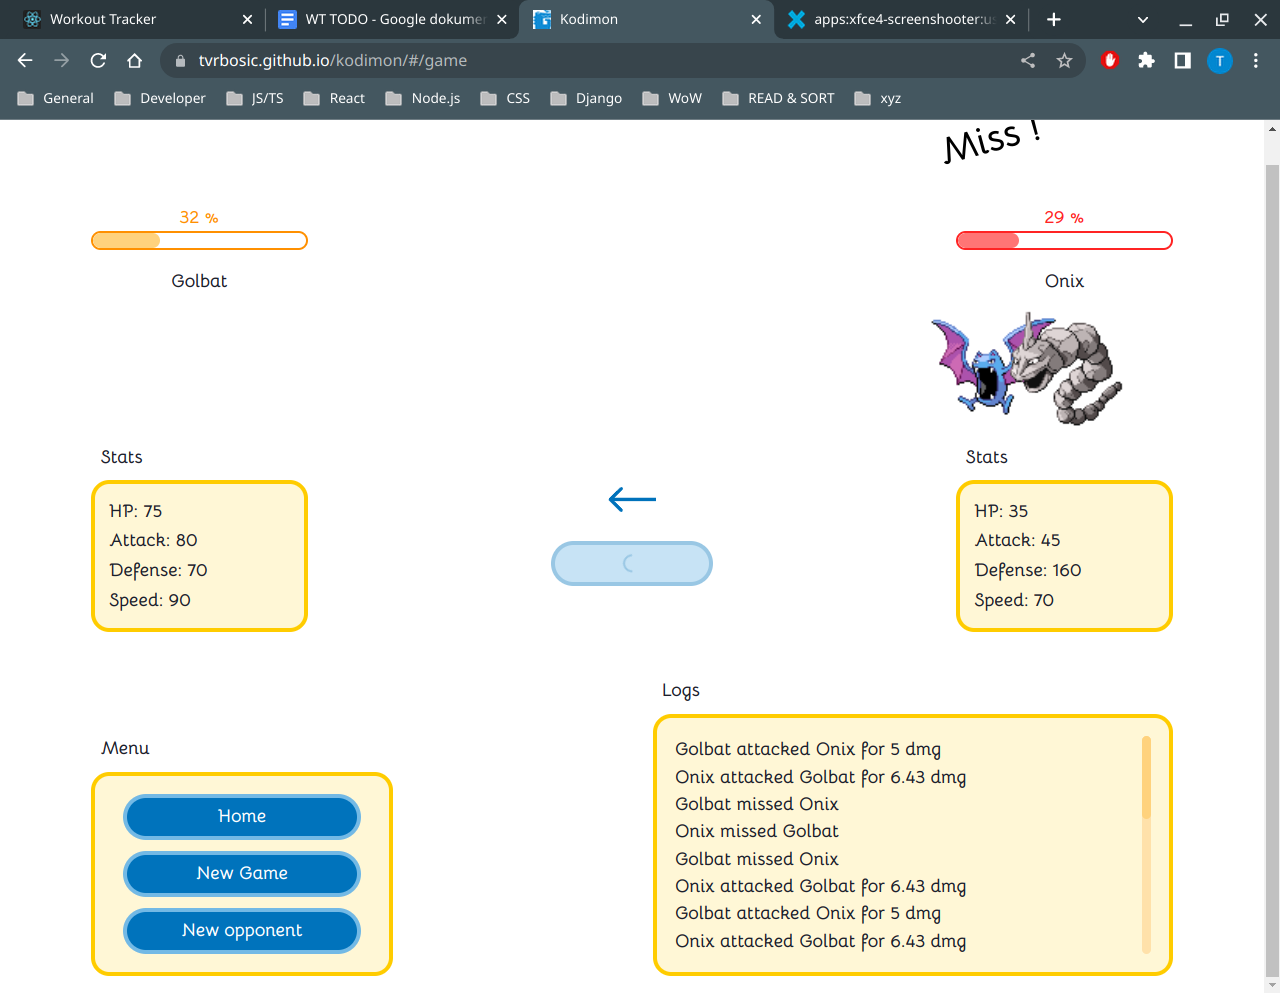 Workout Tracker
WT TODO - Google dokume
Kodimon
apps:xfce4-screenshooter:u
tvrbosic.github.io/kodimon/#/game
T
General
Developer
JS/TS
React
Node.js
CSS
Django
WoW
READ & SORT
xyz
Miss !
32 %
29 %
Golbat
Onix
Stats
Stats
HP: 75
Attack: 80
Defense: 70
Speed: 90
HP: 35
Attack: 45
Defense: 160
Speed: 70
Menu
Home
New Game
New opponent
Logs
Golbat attacked Onix for 5 dmg
Onix attacked Golbat for 6.43 dmg
Golbat missed Onix
Onix missed Golbat
Golbat missed Onix
Onix attacked Golbat for 6.43 dmg
Golbat attacked Onix for 5 dmg
Onix attacked Golbat for 6.43 dmg